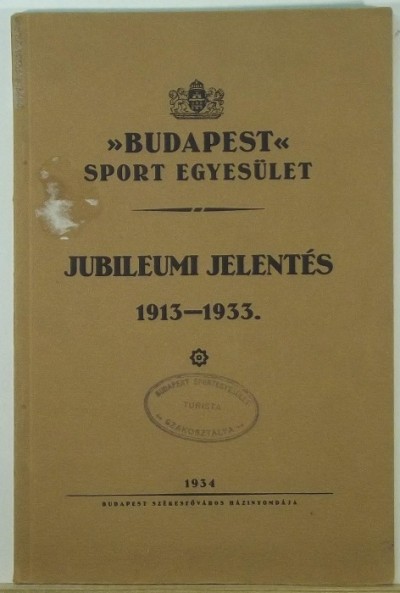 »BUDAPEST«
SPORT EGYESÜLET
JUBILEUMI JELENTÉS
1913—1933.
BUDAPEST SPORTEGYESÜLET
TURISTA
SZAKOSZTÁLYA
1934
BUDAPEST SZÉKESFŐVÁROS HÁZINYOMDÁJA